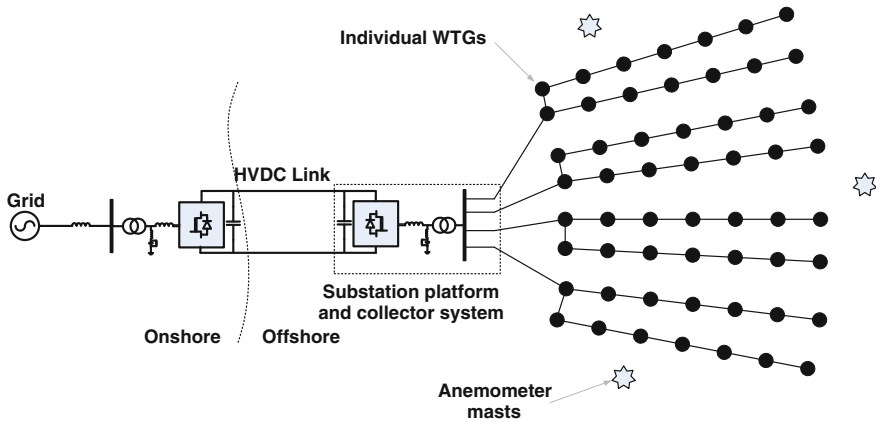 Individual WTGs
HVDC Link
Grid
Substation platform
and collector system
Onshore
Offshore
Anemometer
masts